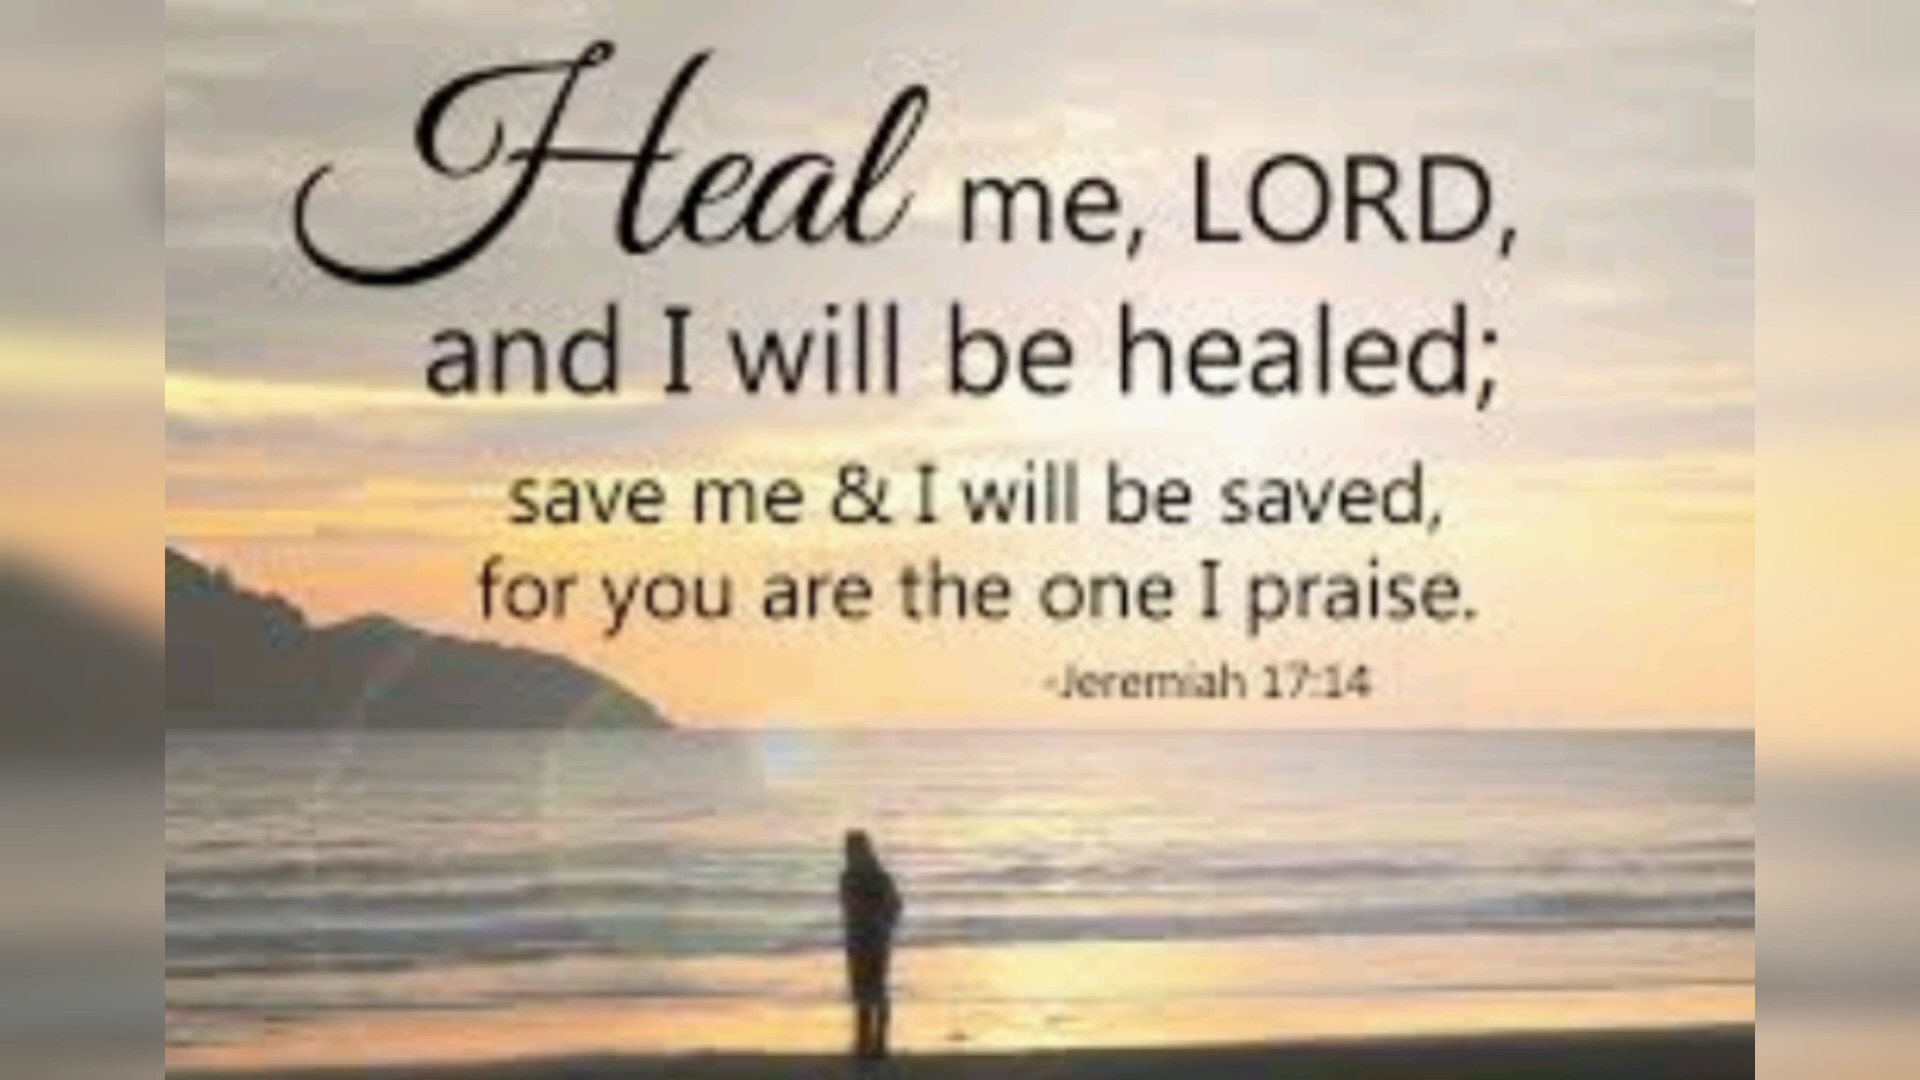 Heal me, LORD,
and I will be healed;
save me & I will be saved,
for you are the one I praise.
-Jeremiah 17:14